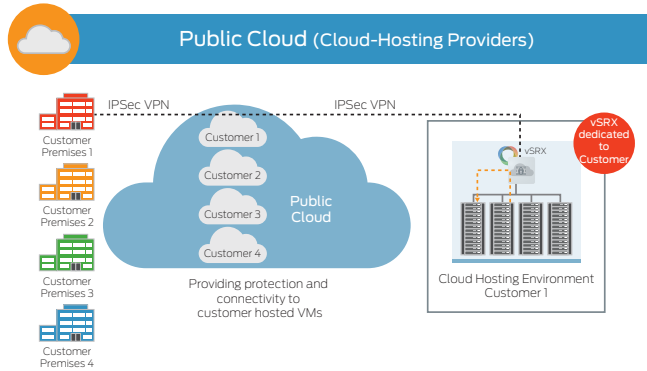 Public Cloud (Cloud-Hosting Providers)
IPSec VPN
IPSec VPN
Customer
Premises 1
Customer
Premises 2
Customer
Premises 3
Customer
Premises 4
Customer 1
Customer 2
Customer 3
Customer 4
Public
Cloud
Providing protection and
connectivity to
customer hosted VMs
vSRX
dedicated
to
Customer
vSRX
Cloud Hosting Environment
Customer 1